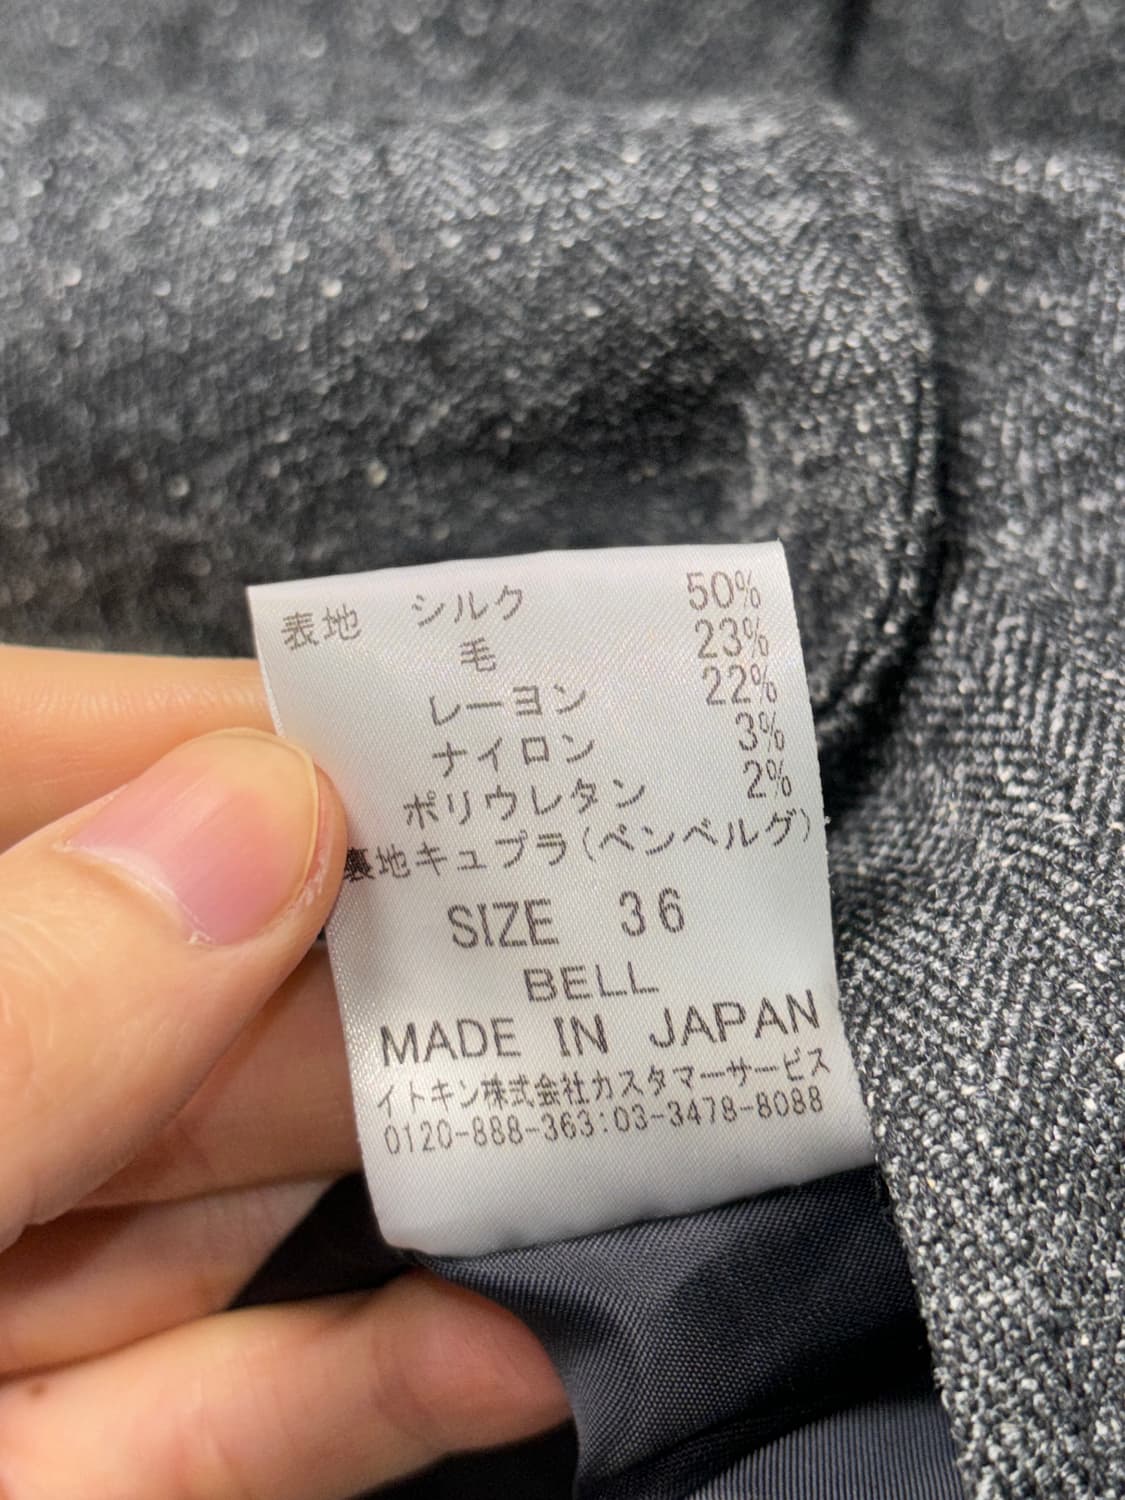 表地 シルク 50%
毛 23%
レーヨン 22%
ナイロン 3%
ポリウレタン 2%
裏地キュプラ(ベンベルグ)
SIZE 36
BELL
MADE IN JAPAN
イトキン株式会社カスタマーサービス
0120-888-363:03-3478-8088